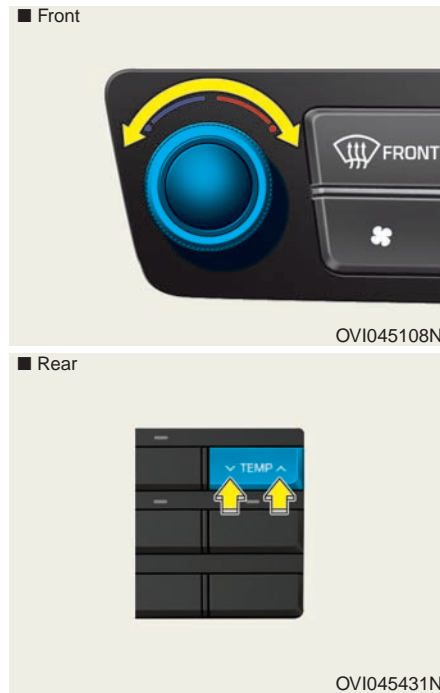 ■ Front
FRONT
OVI045108N
■ Rear
TEMP
OVI045431N